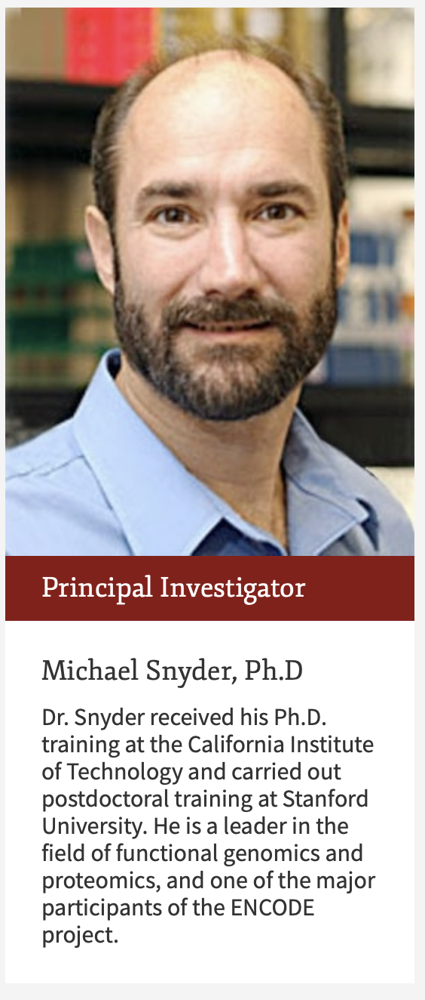 Principal Investigator
Michael Snyder, Ph.D
Dr. Snyder received his Ph.D.
training at the California Institute
of Technology and carried out
postdoctoral training at Stanford
University. He is a leader in the
field of functional genomics and
proteomics, and one of the major
participants of the ENCODE
project.